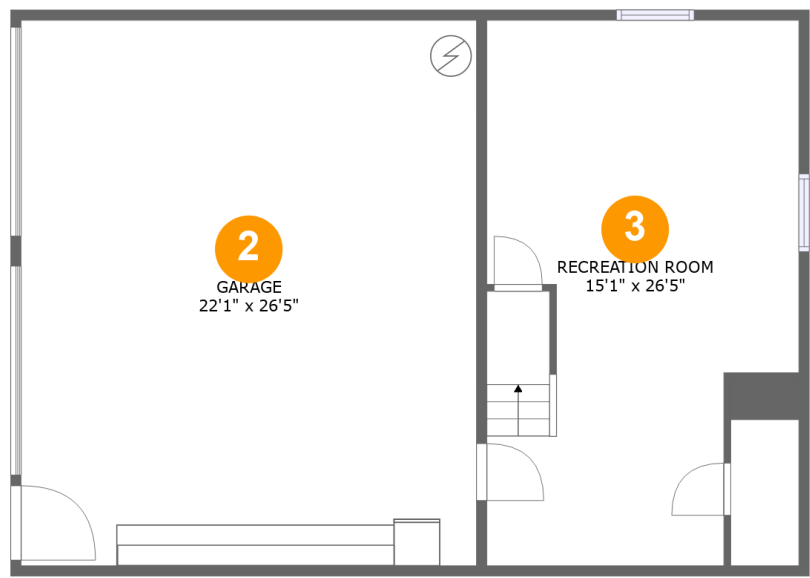 2
GARAGE
22'1" x 26'5"
3
RECREATION ROOM
15'1" x 26'5"